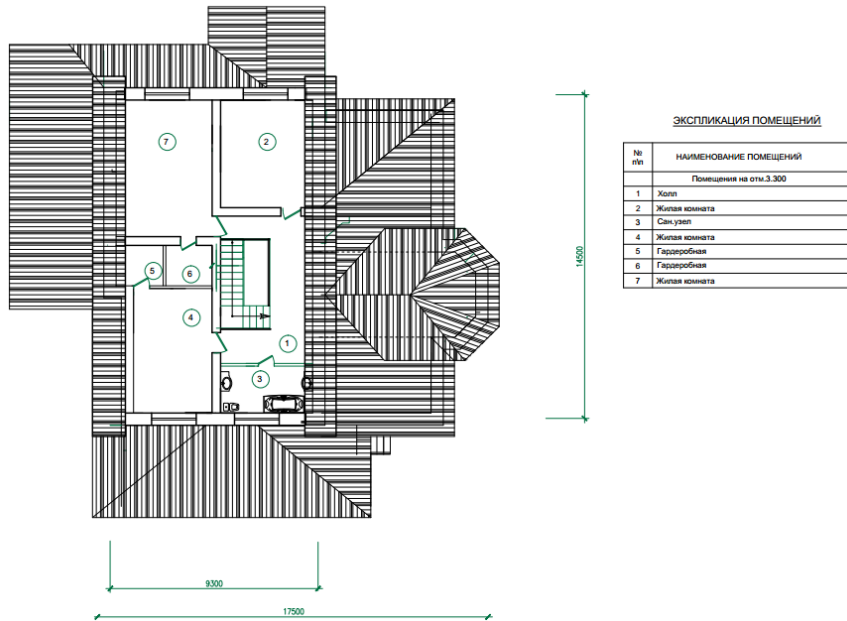 7
2
5
6
4
1
3
9300
17500
14500
ЭКСПЛИКАЦИЯ ПОМЕЩЕНИЙ
№ п\п НАИМЕНОВАНИЕ ПОМЕЩЕНИЙ
Помещения на отм.3.300
1 Холл
2 Жилая комната
3 Сан.узел
4 Жилая комната
5 Гардеробная
6 Гардеробная
7 Жилая комната